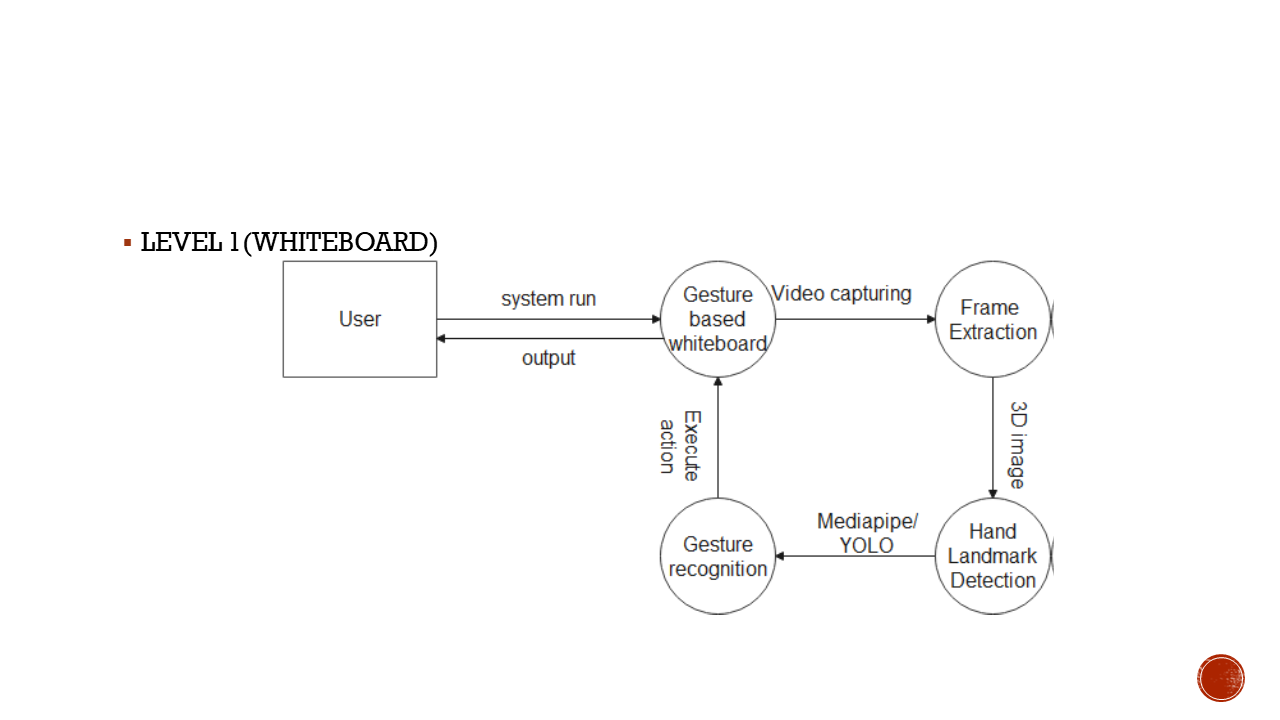 LEVEL 1(WHITEBOARD)
User
system run
output
Gesture
based
whiteboard
Video capturing
Frame
Extraction
3D image
Hand
Landmark
Detection
Mediapipe/
YOLO
Gesture
recognition
Execute
action